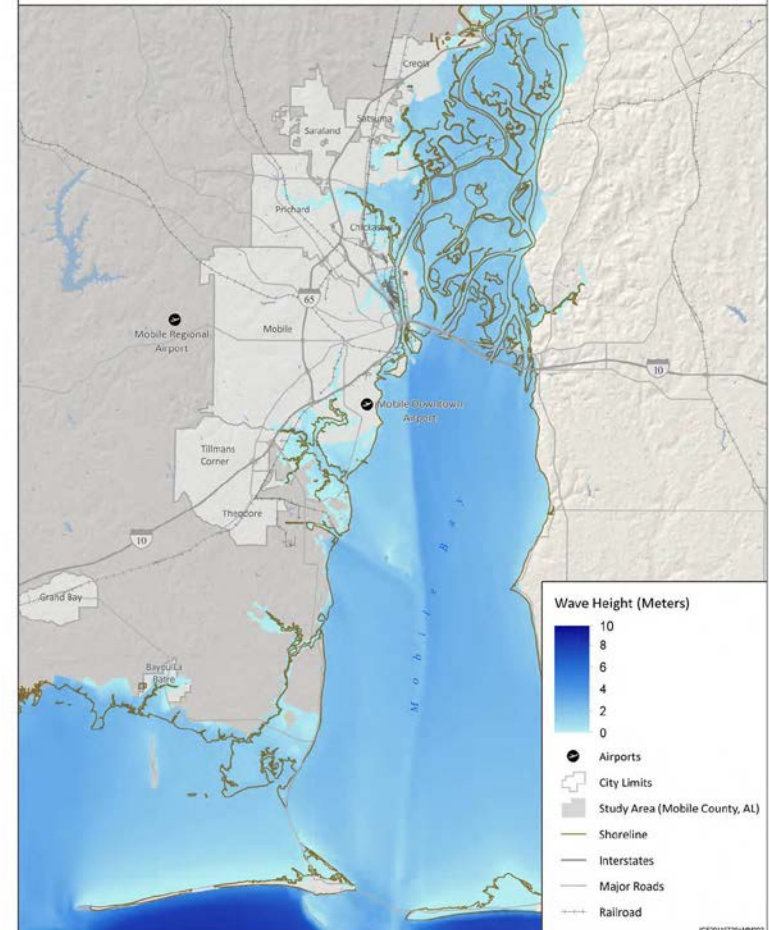 Creola
Satsuma
Saraland
Prichard
Chickasaw
65
Mobile
Mobile Regional
Airport
10
Mobile Downtown
Airport
Tillmans
Corner
Theodore
10
Mobile Bay
Grand Bay
Bayou La
Batre
Wave Height (Meters)
10
8
6
4
2
0
Airports
City Limits
Study Area (Mobile County, AL)
Shoreline
Interstates
Major Roads
Railroad